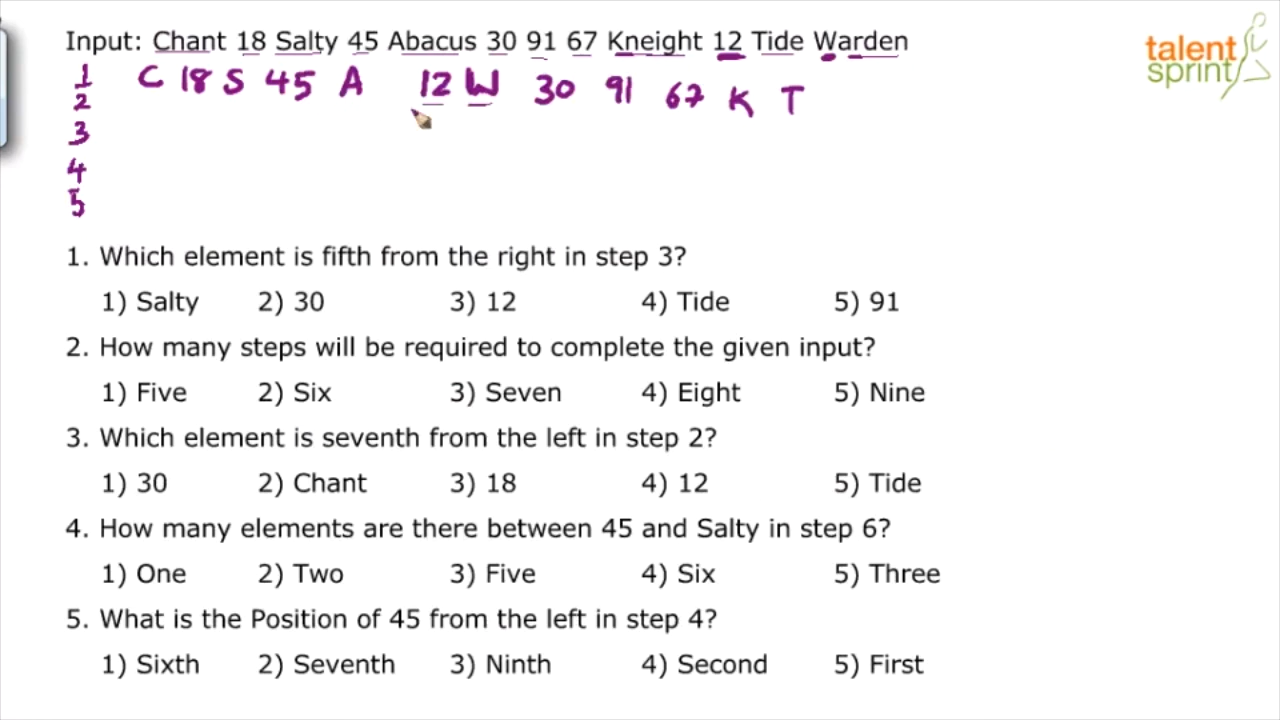 Input: Chant 18 Salty 45 Abacus 30 91 67 Kneight 12 Tide Warden
talent
sprint
1 C 18 S 45 A 12 W 30 91 67 K T
2
3
4
5
1. Which element is fifth from the right in step 3?
1) Salty 2) 30 3) 12 4) Tide 5) 91
2. How many steps will be required to complete the given input?
1) Five 2) Six 3) Seven 4) Eight 5) Nine
3. Which element is seventh from the left in step 2?
1) 30 2) Chant 3) 18 4) 12 5) Tide
4. How many elements are there between 45 and Salty in step 6?
1) One 2) Two 3) Five 4) Six 5) Three
5. What is the Position of 45 from the left in step 4?
1) Sixth 2) Seventh 3) Ninth 4) Second 5) First